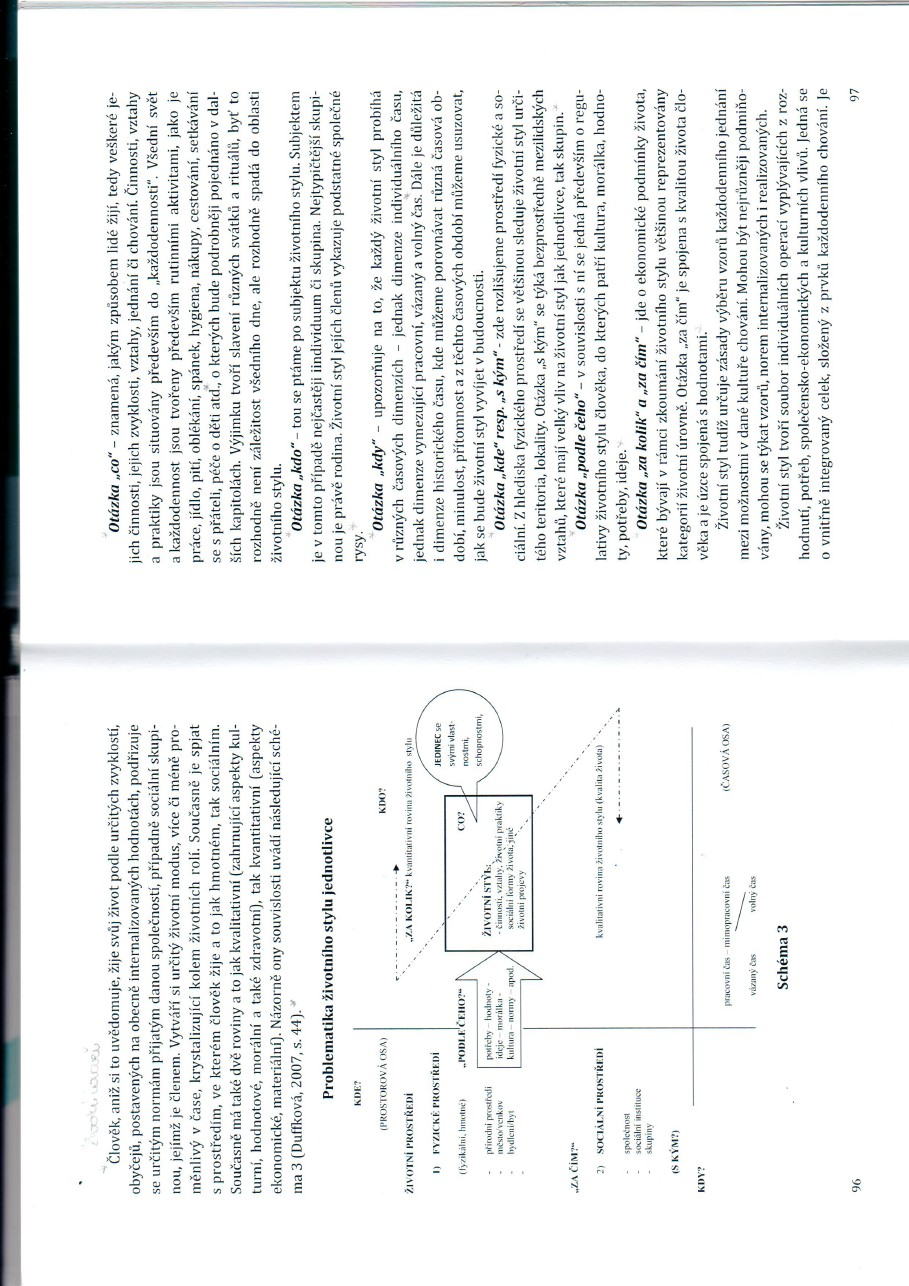 Člověk, aniž si to uvědomuje, žije svůj život podle určitých zvyklostí,
obyčejů, postavených na obecně internalizovaných hodnotách, podřizuje
se určitým normám přijatým danou společností, případně sociální skupi-
nou, jejímž je členem. Vytváří si určitý životní modus, více či méně pro-
měnlivý v čase, krystalizující kolem životních rolí. Současně je spjat
s prostředím, ve kterém člověk žije a to jak hmotném, tak sociálním.
Současně má také dvě roviny a to jak kvalitativní (zahrnující aspekty kul-
turní, hodnotové, morální a také zdravotní), tak kvantitativní (aspekty
ekonomické, materiální). Názorně ony souvislosti uvádí následující sché-
ma 3 (Duffková, 2007, s. 44).
Problematika životního stylu jednotlivce
KDE?
(PROSTOROVÁ OSA)
KDO?
ŽIVOTNÍ PROSTŘEDÍ
„ZA KOLIK?“ kvantitativní rovina životního stylu
1) FYZICKÉ PROSTŘEDÍ
(fyzikální, hmotné)
- přírodní prostředí
- město/venkov
- bydlení/byt
-
„PODLE ČEHO?“
potřeby – hodnoty -
ideje – morálka -
kultura – normy – apod.
CO?
ŽIVOTNÍ STYL:
- činnosti, vztahy, životní praktiky
sociální formy života, jiné
životní projevy
JEDINEC se
svými vlast-
nostmi,
schopnostmi,
„ZA ČÍM?“
2) SOCIÁLNÍ PROSTŘEDÍ
kvalitativní rovina životního stylu (kvalita života)
- společnost
- sociální instituce
- skupiny
(S KÝM?)
KDY?
(ČASOVÁ OSA)
pracovní čas – mimopracovní čas
vázaný čas
volný čas
Schéma 3
96
Otázka „co“ – znamená, jakým způsobem lidé žijí, tedy veškeré je-
jich činnosti, jejich zvyklosti, vztahy, jednání či chování. Činnosti, vztahy
a praktiky jsou situovány především do „každodennosti“. Všední svět
a každodennost jsou tvořeny především rutinními aktivitami, jako je
práce, jídlo, pití, oblékání, spánek, hygiena, nákupy, cestování, setkávání
se s přáteli, péče o děti atd., o kterých bude podrobněji pojednáno v dal-
ších kapitolách. Výjimku tvoří slavení různých svátků a rituálů, byť to
rozhodně není záležitost všedního dne, ale rozhodně spadá do oblasti
životního stylu.
Otázka „kdo“ – tou se ptáme po subjektu životního stylu. Subjektem
je v tomto případě nejčastěji iindividuum či skupina. Nejtypičtější skupi-
nou je právě rodina. Životní styl jejích členů vykazuje podstatné společné
rysy.
Otázka „kdy“ – upozorňuje na to, že každý životní styl probíhá
v různých časových dimenzích – jednak dimenze individuálního času,
jednak dimenze vymezující pracovní, vázaný a volný čas. Dále je důležitá
i dimenze historického času, kde můžeme porovnávat různá časová ob-
dobí, minulost, přítomnost a z těchto časových období můžeme usuzovat,
jak se bude životní styl vyvíjet v budoucnosti.
Otázka „kde“ resp. „s kým“ - zde rozlišujeme prostředí fyzické a so-
ciální. Z hlediska fyzického prostředí se většinou sleduje životní styl urči-
tého teritoria, lokality. Otázka „s kým“ se týká bezprostředně mezilidských
vztahů, které mají velký vliv na životní styl jak jednotlivce, tak skupin.
Otázka „podle čeho“ – v souvislosti s ní se jedná především o regu-
lativy životního stylu člověka, do kterých patří kultura, morálka, hodno-
ty, potřeby, ideje.
Otázka „za kolik“ a „za čím“ – jde o ekonomické podmínky života,
které bývají v rámci zkoumání životního stylu většinou reprezentovány
kategorií životní úrovně. Otázka „za čím“ je spojena s kvalitou života člo-
věka a je úzce spojená s hodnotami.
Životní styl tudíž určuje zásady výběru vzorů každodenního jednání
mezi možnostmi v dané kultuře chování. Mohou být nejrůzněji podmiňo-
vány, mohou se týkat vzorů, norem internalizovaných i realizovaných.
Životní styl tvoří soubor individuálních operací vyplývajících z roz-
hodnutí, potřeb, společensko-ekonomických a kulturních vlivů. Jedná se
o vnitřně integrovaný celek, složený z prvků každodenního chování. Je
97